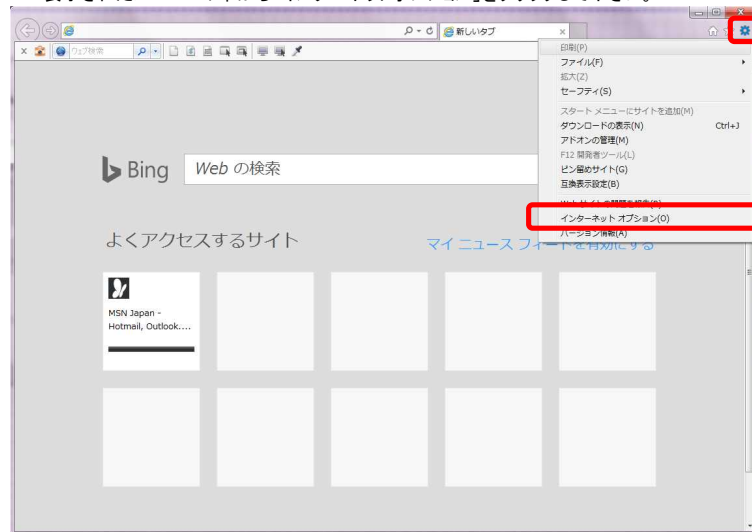 新しいタブ
ウェブ検索
印刷(P)
ファイル(F)
拡大(Z)
セーフティ(S)
スタート メニューにサイトを追加(M)
ダウンロードの表示(N) Ctrl+J
アドオンの管理(M)
F12 開発者ツール(L)
ピン留めサイト(G)
互換表示設定(B)
インターネット オプション(O)
バージョン情報(A)
Bing
Web の検索
よくアクセスするサイト
マイ ニュース フィードを有効にする
MSN Japan -
Hotmail, Outlook....